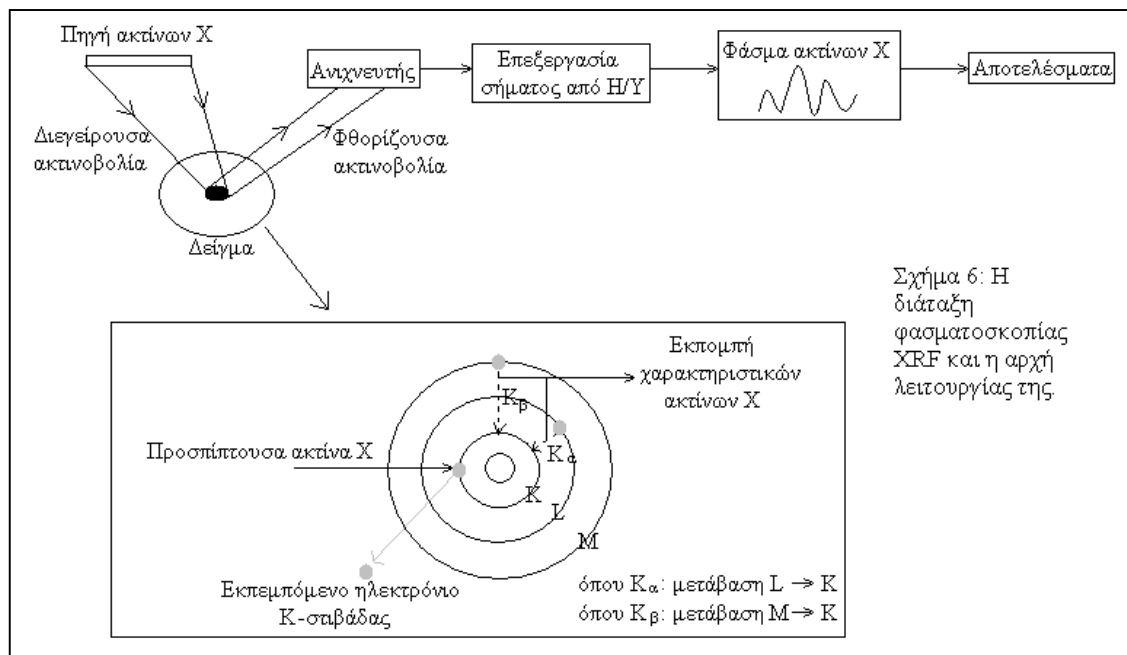 Πηγή ακτίνων Χ
Ανιχνευτής
Επεξεργασία
σήματος από Η/Υ
Φάσμα ακτίνων Χ
Αποτελέσματα
Διεγείρουσα
ακτινοβολία
Φθορίζουσα
ακτινοβολία
Δείγμα
Σχήμα 6: Η
διάταξη
φασματοσκοπίας
XRF και η αρχή
λειτουργίας της.
Εκπομπή
χαρακτηριστικών
ακτίνων Χ
Kβ
Προσπίπτουσα ακτίνα Χ
Kα
K
L
M
Εκπεμπόμενο ηλεκτρόνιο
Κ-στιβάδας
όπου Kα: μετάβαση L → K
όπου Kβ: μετάβαση M → K